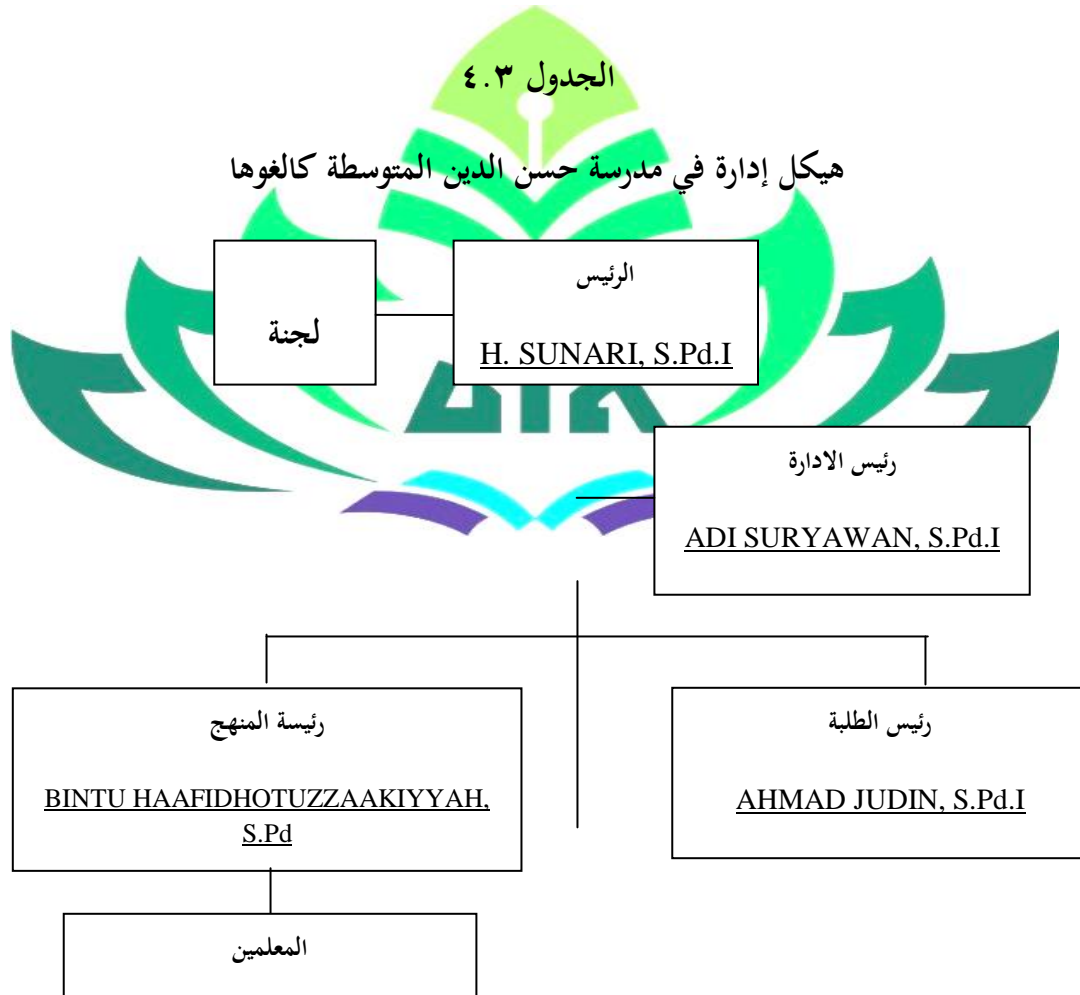 الجدول ٤.٣
هيكل إدارة في مدرسة حسن الدين المتوسطة كالغوها
الرئيس
H. SUNARI, S.Pd.I
لجنة
رئيس الادارة
ADI SURYAWAN, S.Pd.I
رئيس الطلبة
AHMAD JUDIN, S.Pd.I
رئيسة المنهج
BINTU HAAFIDHOTUZZAAKIYYAH,
S.Pd
المعلمين